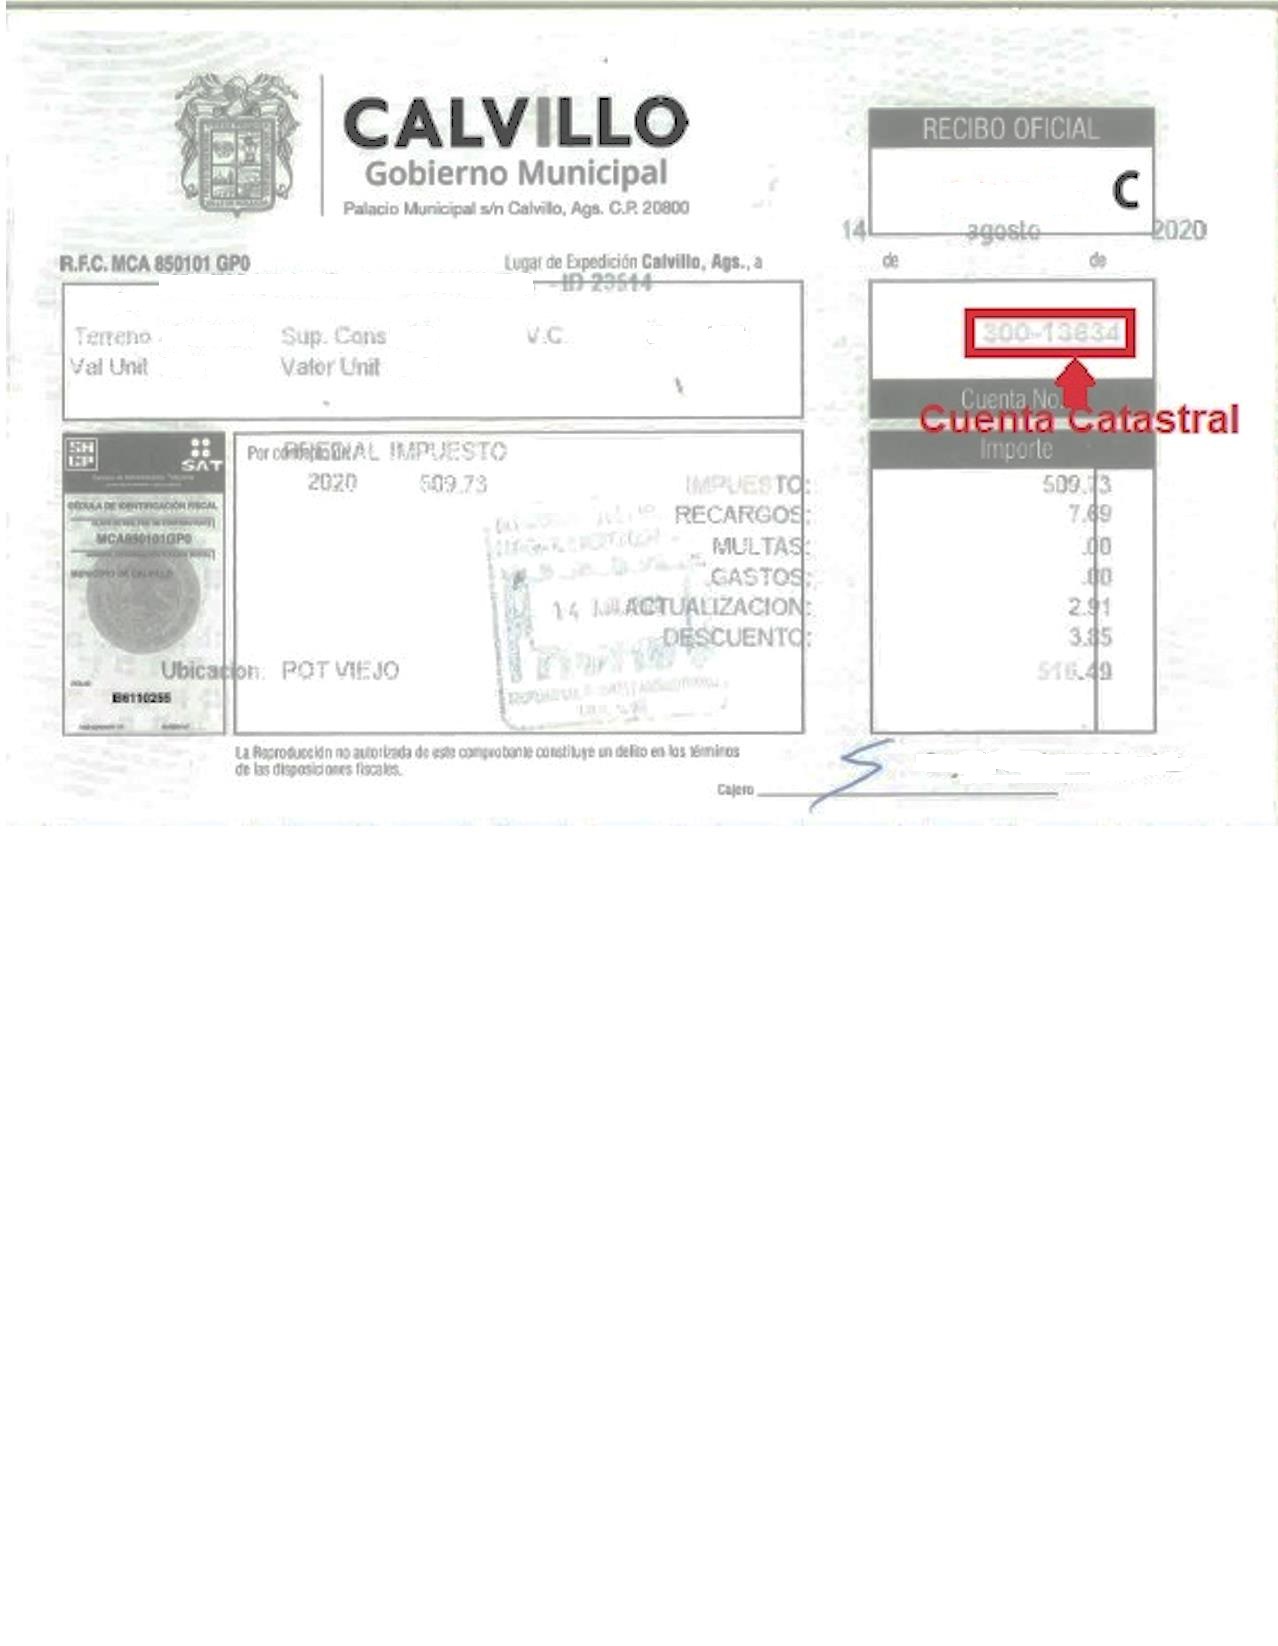 CALVILLO
Gobierno Municipal
Palacio Municipal s/n Calvillo, Ags. C.P. 20800
RECIBO OFICIAL
C
14 agosto 2020
de de
R.F.C. MCA 850101 GP0
Lugar de Expedición Calvillo, Ags., a
- ID 23514
Terreno Sup. Cons V.C.
Val Unit Valor Unit
300-13634
Cuenta No.
Cuenta Catastral
Importe
SHCP
SAT
CÉDULA DE IDENTIFICACIÓN FISCAL
MCA850101GP0
MUNICIPIO DE CALVILLO
FOLIO
B6110255
Por concepto de: PREDIAL IMPUESTO
2020 509.73
IMPUESTO: 509.73
RECARGOS: 7.69
MULTAS: .00
GASTOS: .00
ACTUALIZACION: 2.91
DESCUENTO: 3.85
516.49
14
Ubicacion: POT VIEJO
La Reproducción no autorizada de este comprobante constituye un delito en los términos
de las disposiciones fiscales.
Cajero